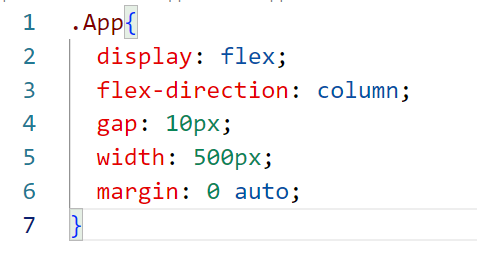 1 .App{
2 display: flex;
3 flex-direction: column;
4 gap: 10px;
5 width: 500px;
6 margin: 0 auto;
7 }